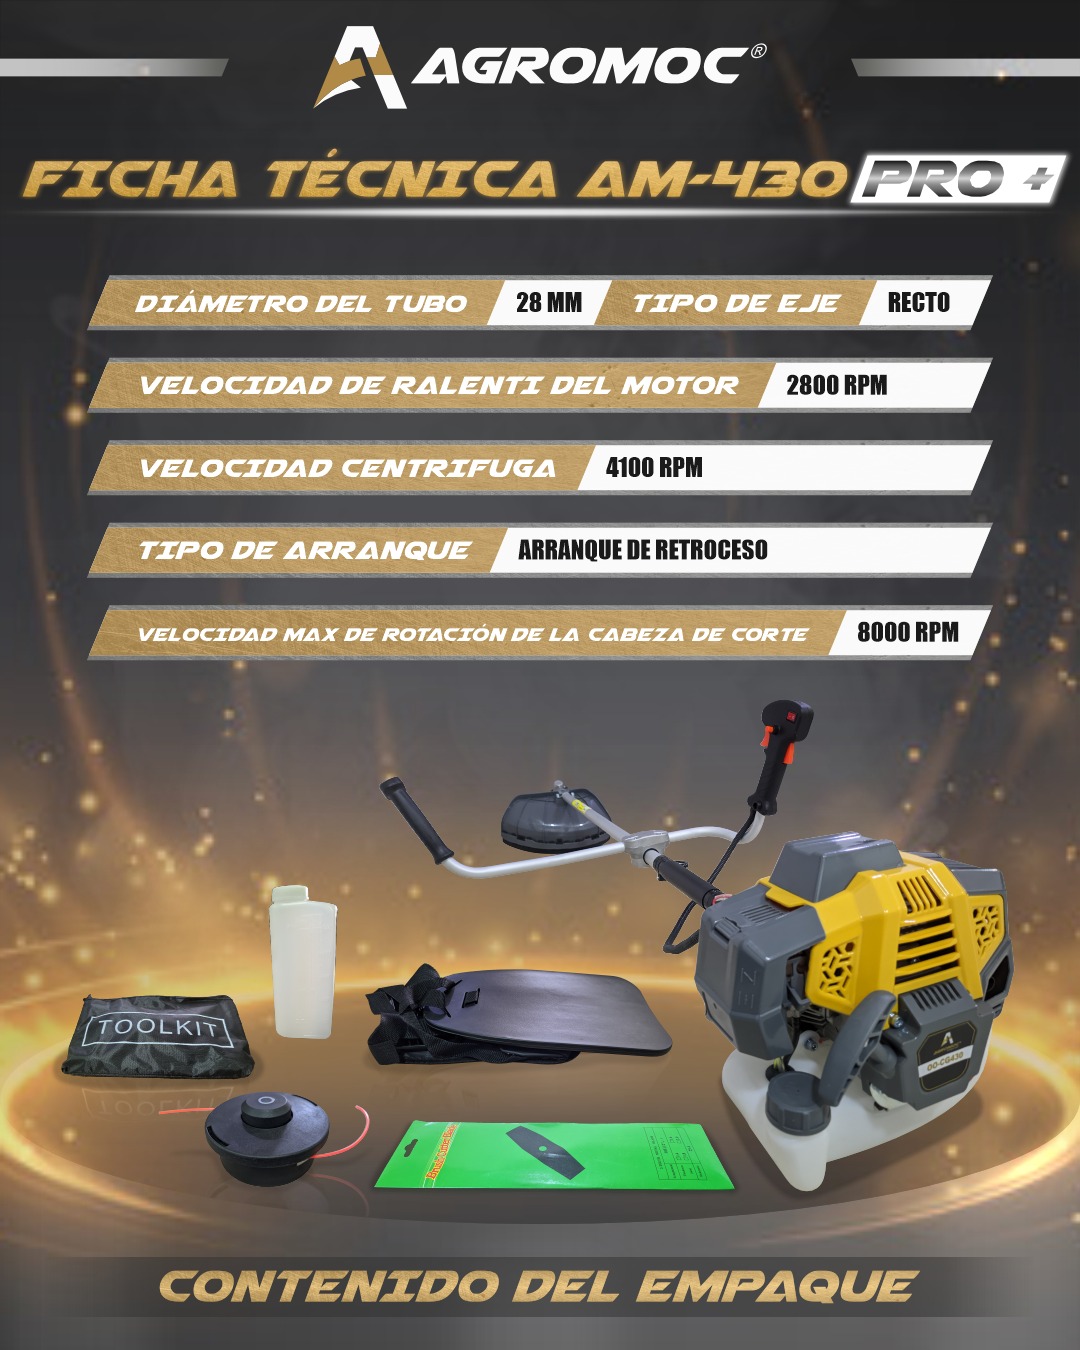 AGROMOC®
FICHA TÉCNICA AM-430 PRO +
DIÁMETRO DEL TUBO 28 MM TIPO DE EJE RECTO
VELOCIDAD DE RALENTI DEL MOTOR 2800 RPM
VELOCIDAD CENTRIFUGA 4100 RPM
TIPO DE ARRANQUE ARRANQUE DE RETROCESO
VELOCIDAD MAX DE ROTACIÓN DE LA CABEZA DE CORTE 8000 RPM
TOOLKIT
OO-CG430
CONTENIDO DEL EMPAQUE